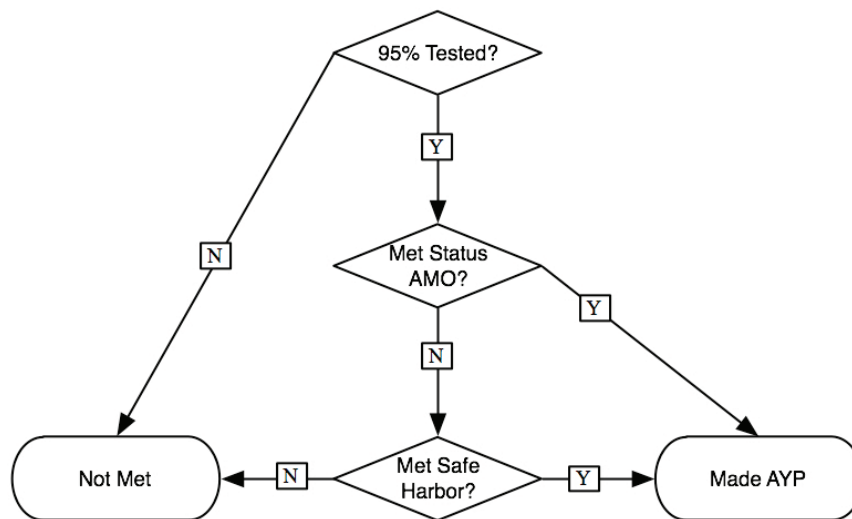 95% Tested?
Y
N
Met Status
AMO?
Y
N
Not Met
N
Met Safe
Harbor?
Y
Made AYP